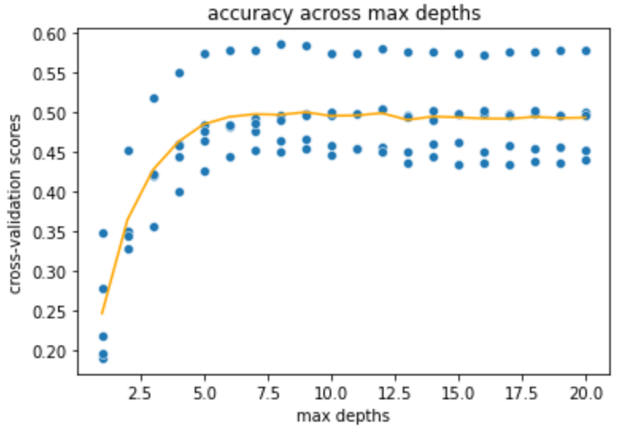 accuracy across max depths
0.60
0.55
0.50
0.45
0.40
0.35
0.30
0.25
0.20
cross-validation scores
2.5 5.0 7.5 10.0 12.5 15.0 17.5 20.0
max depths